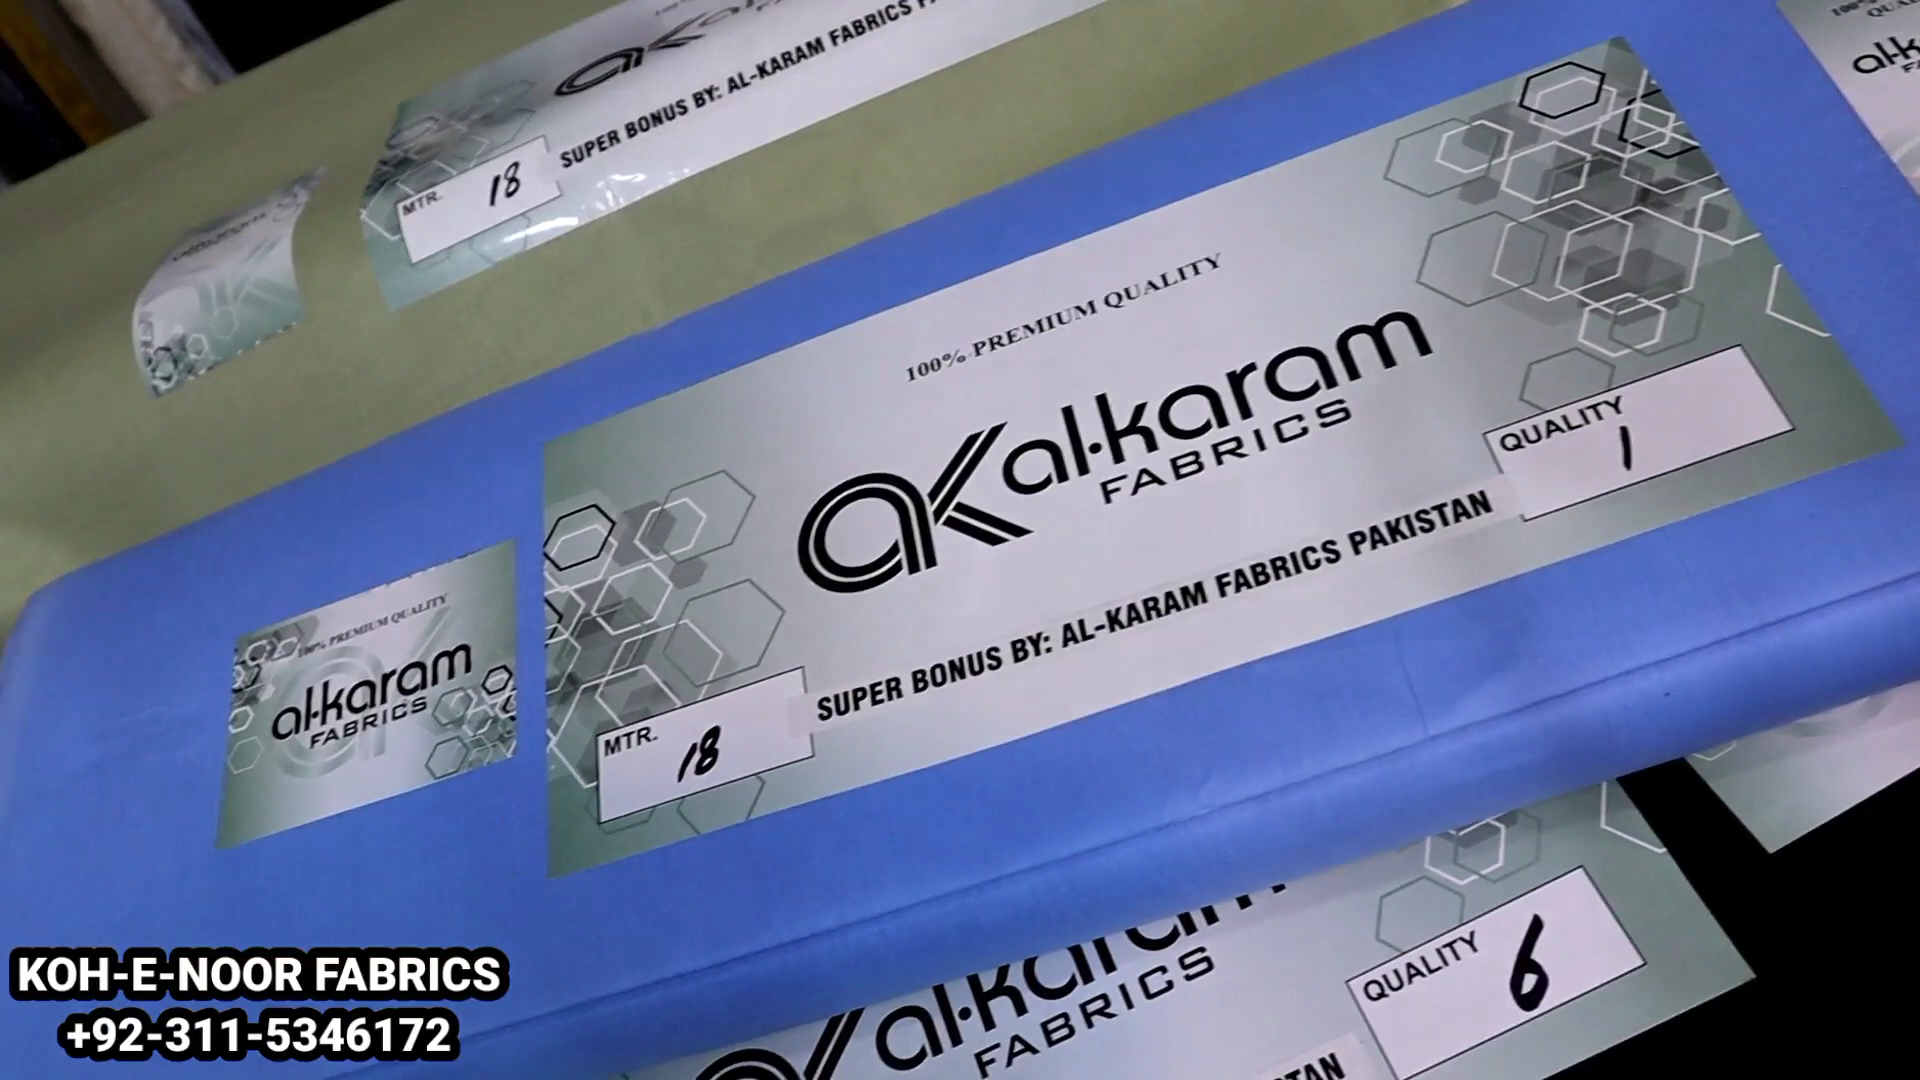 SUPER BONUS BY: AL-KARAM FABRICS
MTR. 18
100% PREMIUM QUALITY
aK al·karam
FABRICS
QUALITY 1
SUPER BONUS BY: AL-KARAM FABRICS PAKISTAN
MTR. 18
100% PREMIUM QUALITY
al·karam
FABRICS
al·karam
FABRICS
QUALITY 6
KOH-E-NOOR FABRICS
+92-311-5346172